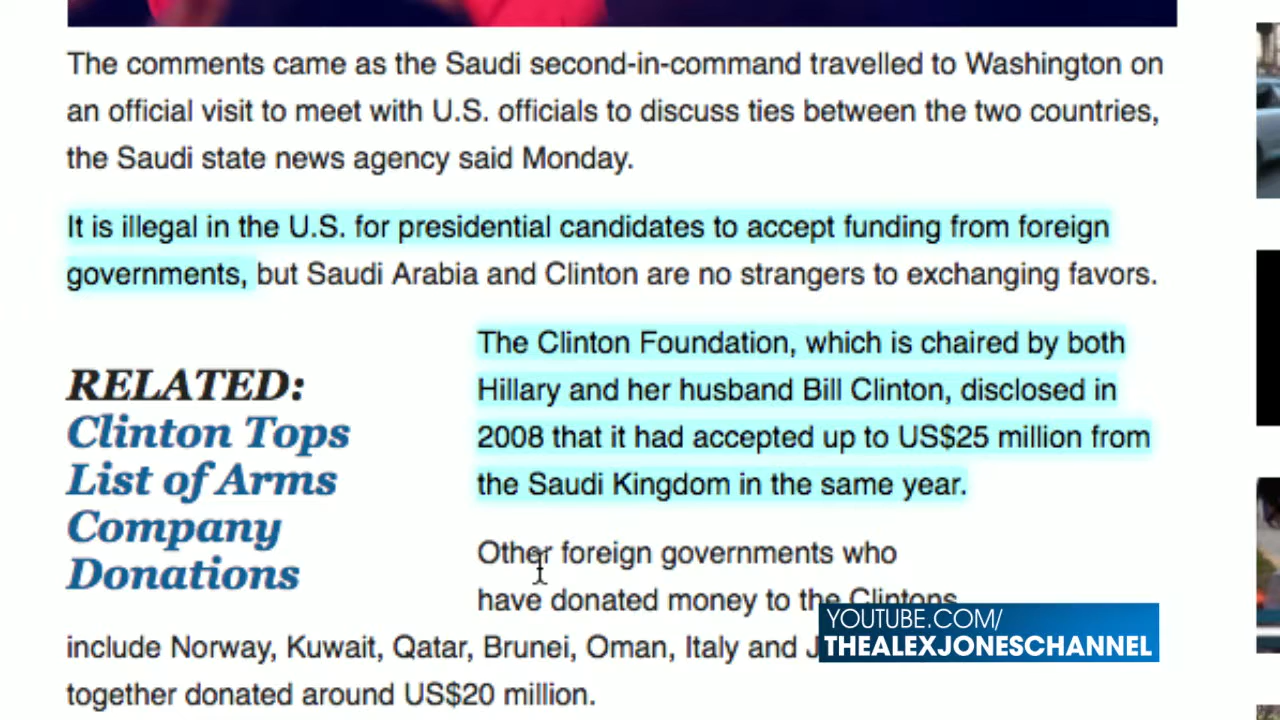 The comments came as the Saudi second-in-command travelled to Washington on
an official visit to meet with U.S. officials to discuss ties between the two countries,
the Saudi state news agency said Monday.
It is illegal in the U.S. for presidential candidates to accept funding from foreign
governments, but Saudi Arabia and Clinton are no strangers to exchanging favors.
RELATED:
Clinton Tops
List of Arms
Company
Donations
The Clinton Foundation, which is chaired by both
Hillary and her husband Bill Clinton, disclosed in
2008 that it had accepted up to US$25 million from
the Saudi Kingdom in the same year.
Other foreign governments who
have donated money to the Clintons
include Norway, Kuwait, Qatar, Brunei, Oman, Italy and
together donated around US$20 million.
YOUTUBE.COM/
THEALEXJONESCHANNEL